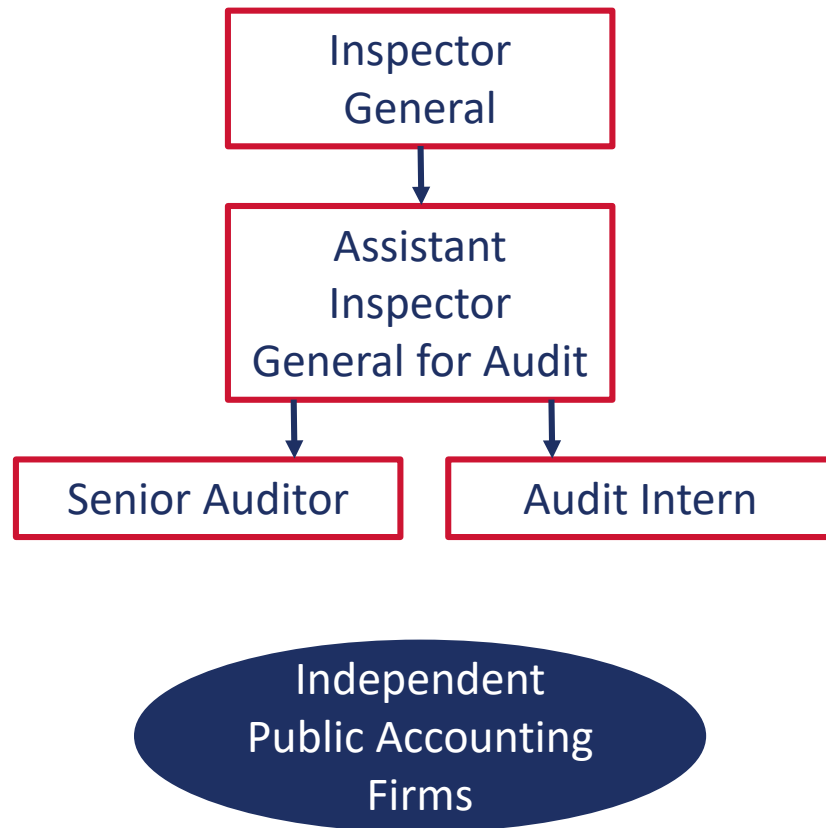 Inspector
General
Assistant
Inspector
General for Audit
Senior Auditor
Audit Intern
Independent
Public Accounting
Firms